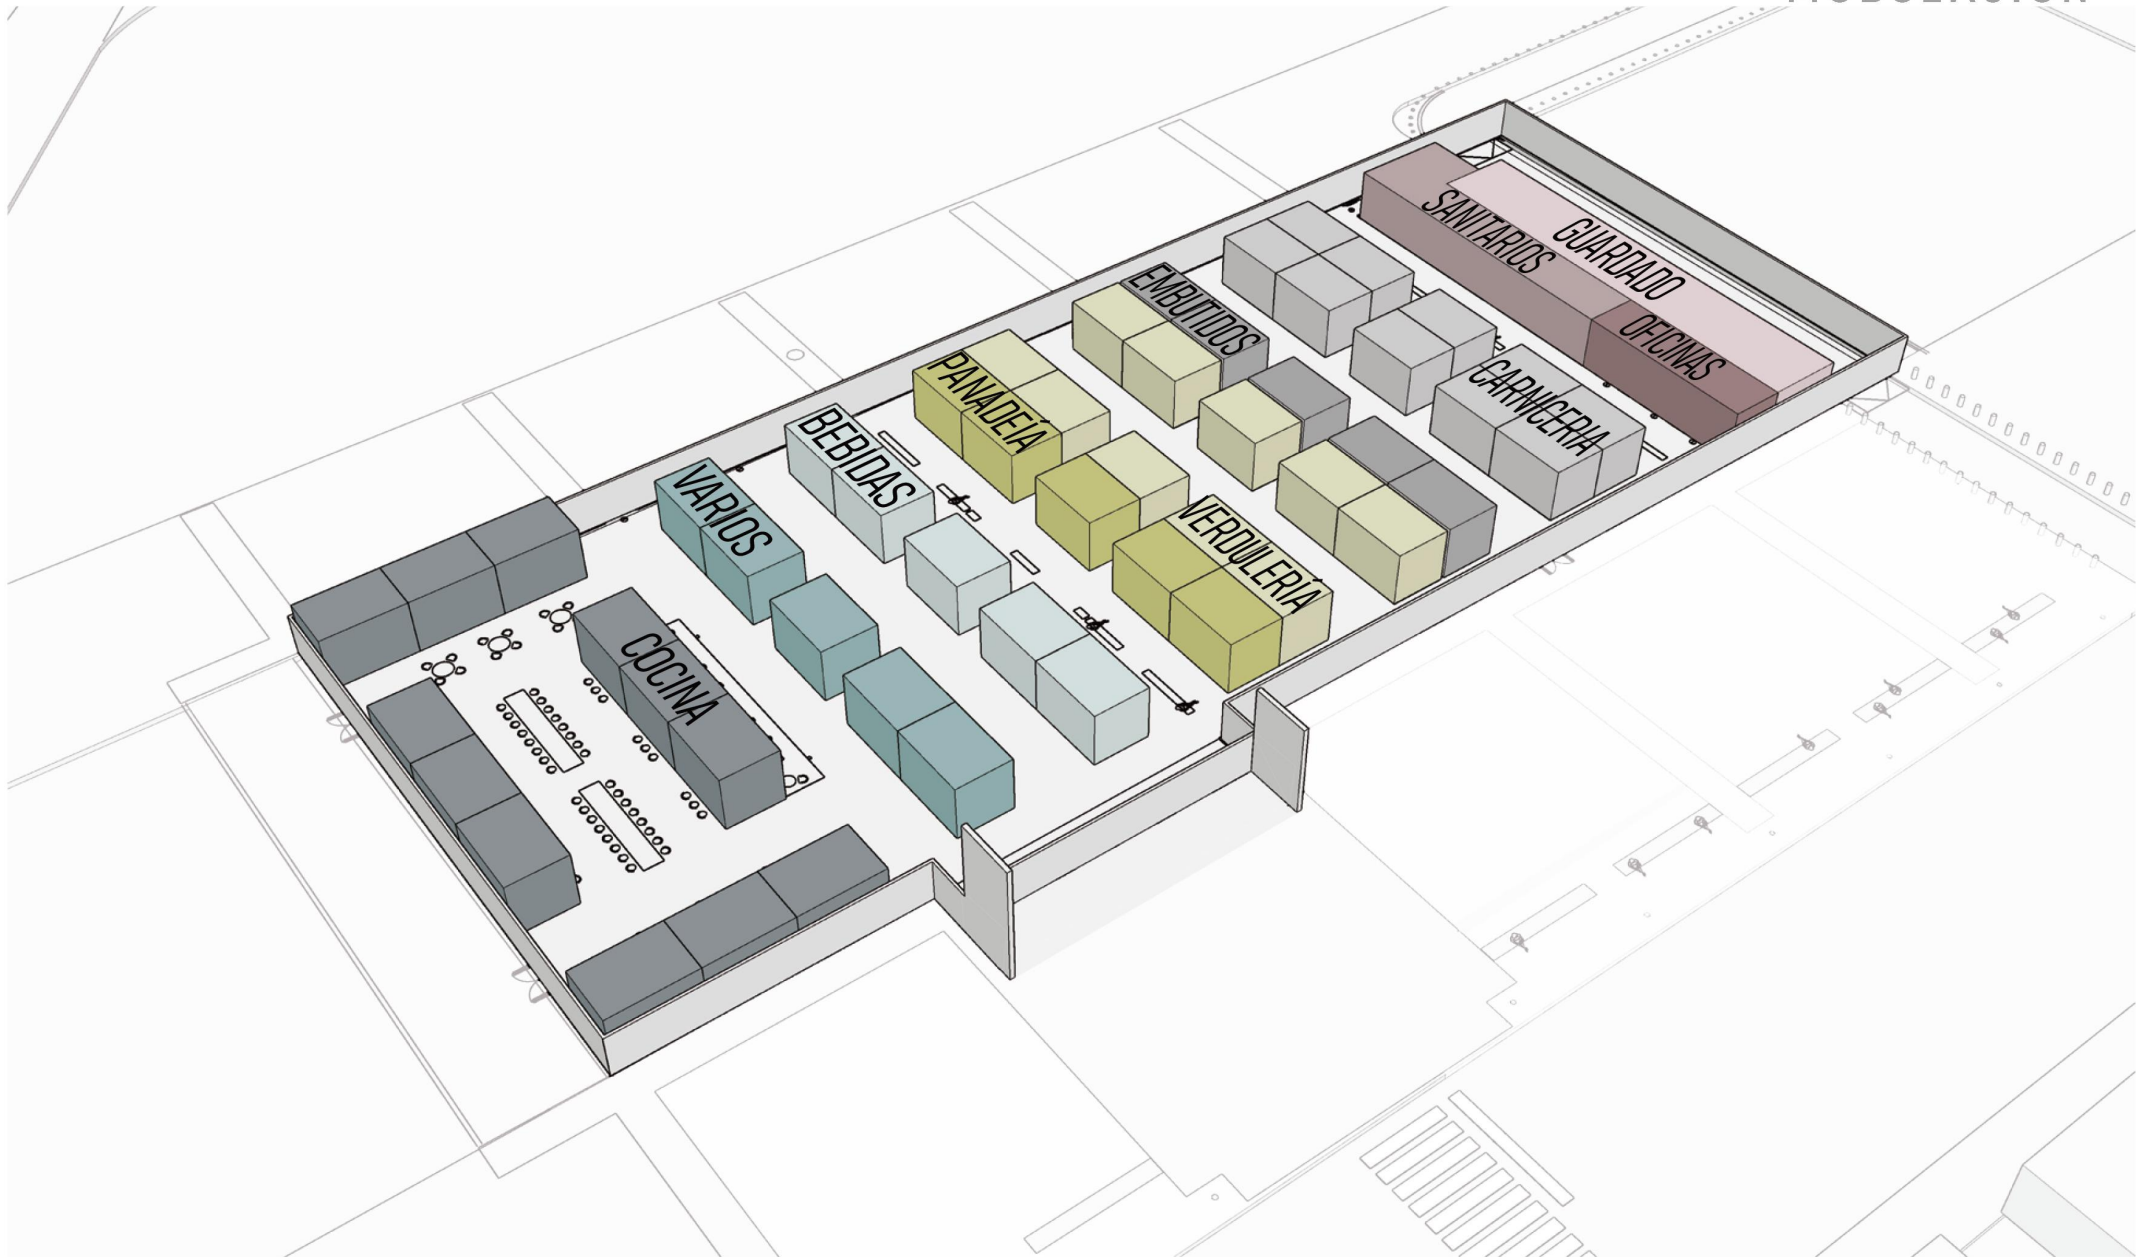 SANITARIOS
GUARDADO
OFICINAS
EMBUTIDOS
CARNICERIA
PANADEÍA
VERDULERÍA
BEBIDAS
VARIOS
COCINA